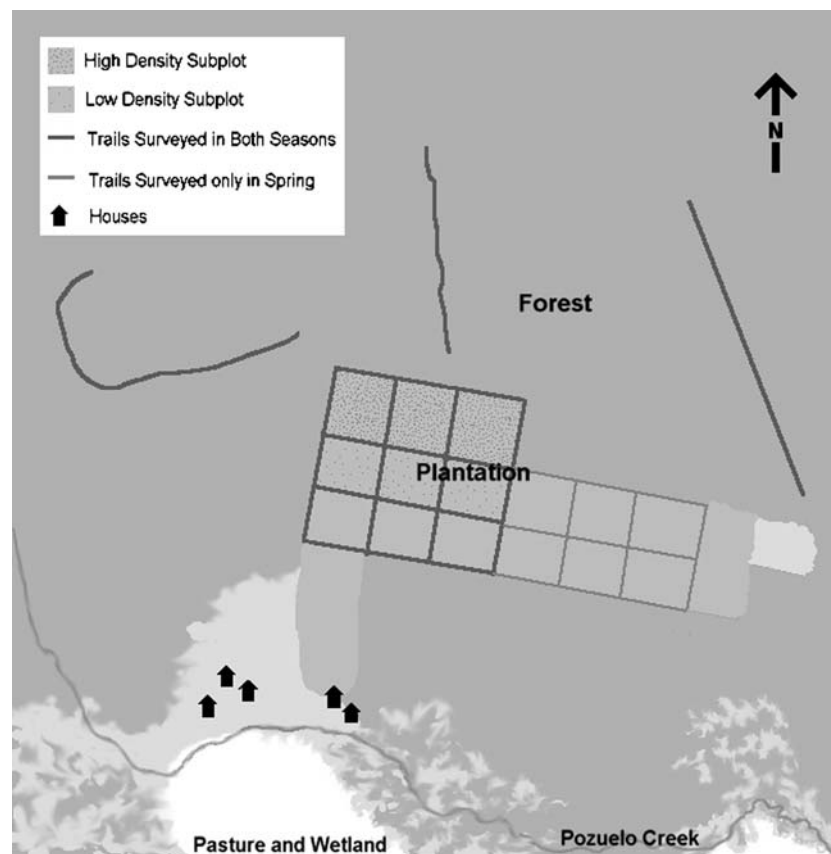 High Density Subplot
Low Density Subplot
Trails Surveyed in Both Seasons
Trails Surveyed only in Spring
Houses
N
Forest
Plantation
Pasture and Wetland
Pozuelo Creek